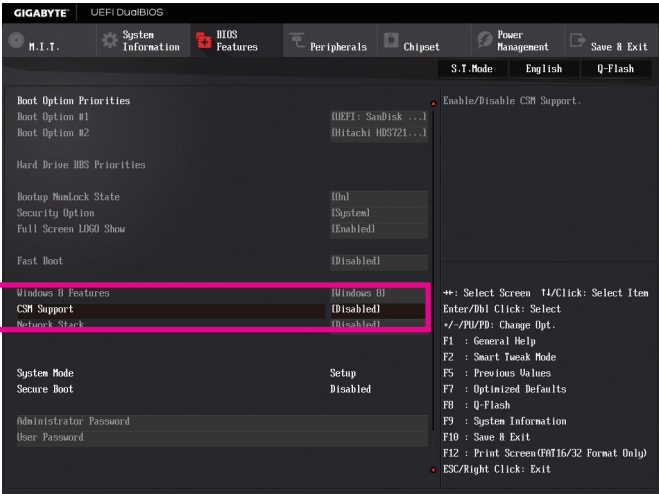 GIGABYTE™ UEFI DualBIOS
M.I.T. System Information BIOS Features Peripherals Chipset Power Management Save & Exit
S.T.Mode English Q-Flash
Boot Option Priorities
Boot Option #1 [UEFI: SanDisk ...]
Boot Option #2 [Hitachi HDS721...]
Hard Drive BBS Priorities
Bootup NumLock State [On]
Security Option [System]
Full Screen LOGO Show [Enabled]
Fast Boot [Disabled]
Windows 8 Features [Windows 8]
CSM Support [Disabled]
Network Stack [Disabled]
System Mode Setup
Secure Boot Disabled
Administrator Password
User Password
Enable/Disable CSM Support.
→←: Select Screen ↑↓/Click: Select Item
Enter/Dbl Click: Select
+/-/PU/PD: Change Opt.
F1 : General Help
F2 : Smart Tweak Mode
F5 : Previous Values
F7 : Optimized Defaults
F8 : Q-Flash
F9 : System Information
F10 : Save & Exit
F12 : Print Screen(FAT16/32 Format Only)
ESC/Right Click: Exit